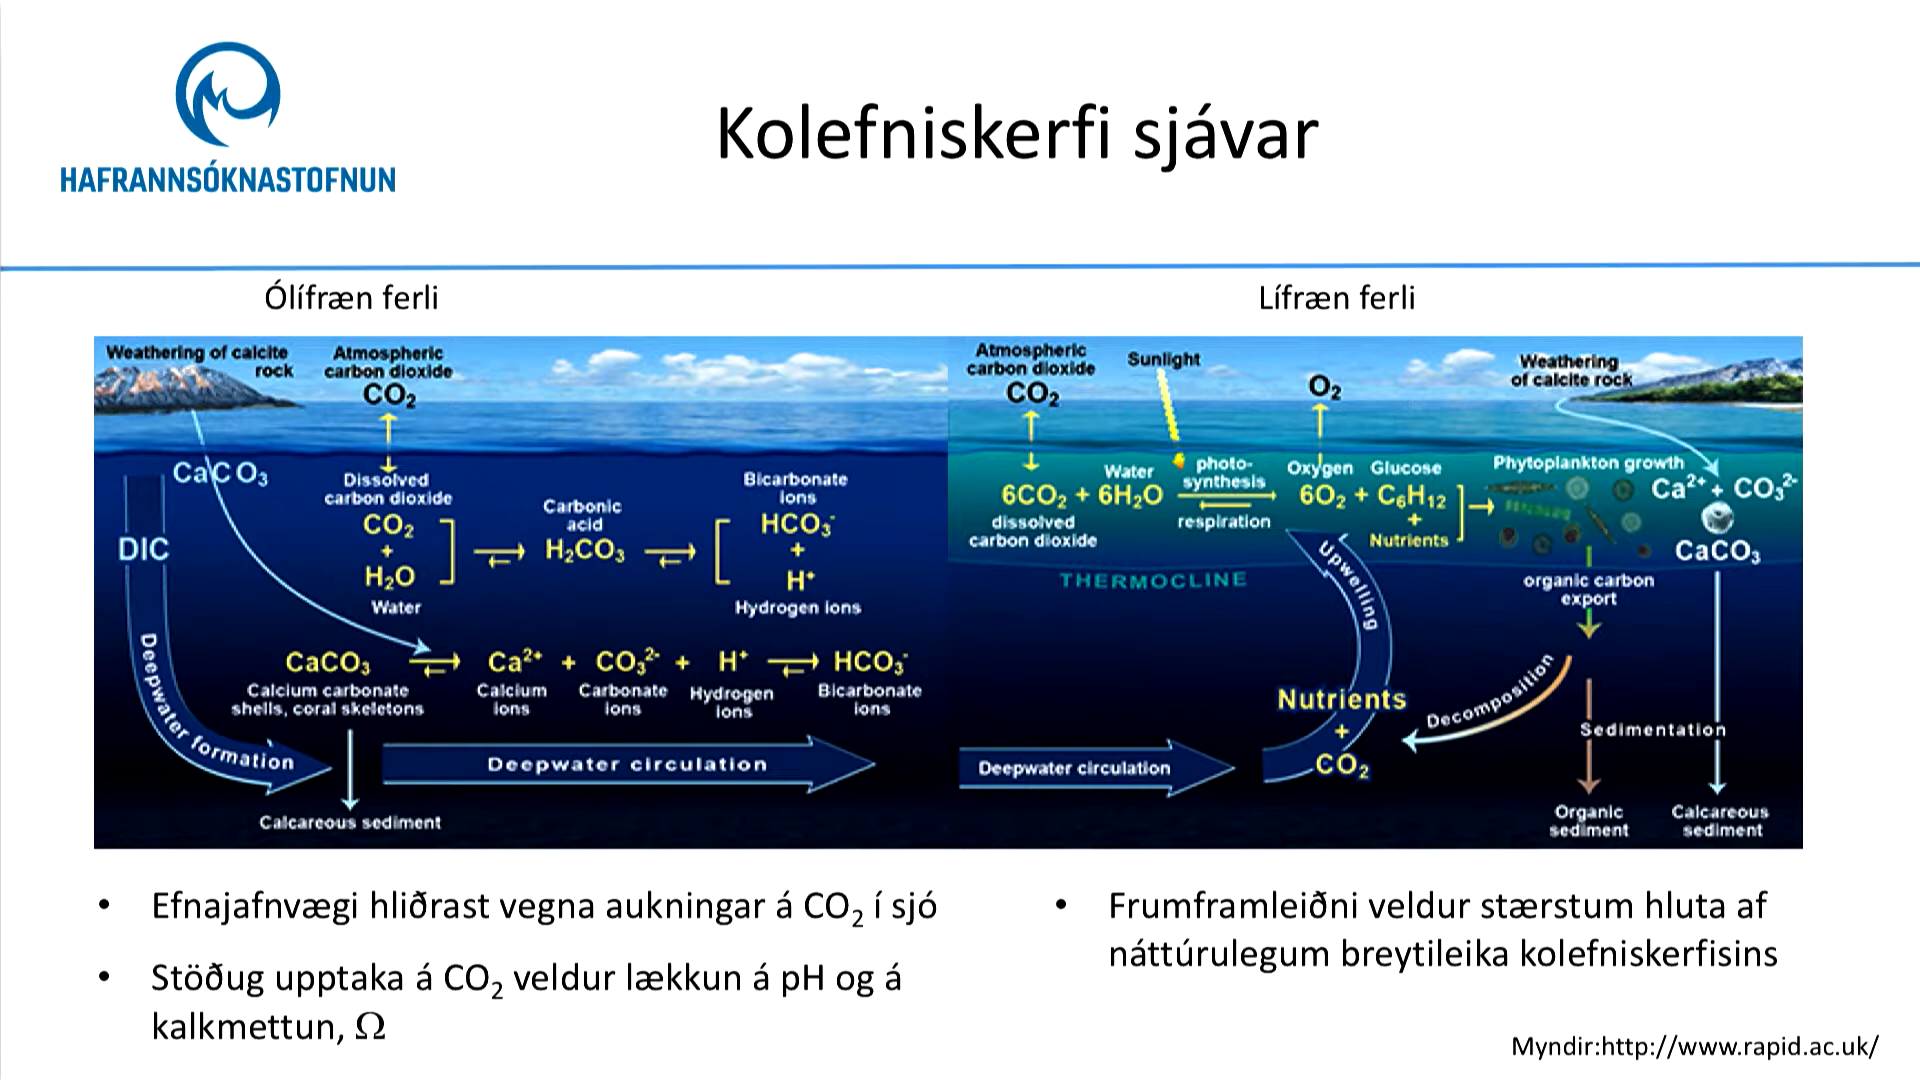 HAFRANNSÓKNASTOFNUN
Kolefniskerfi sjávar
Ólífræn ferli
Weathering of calcite
rock
Atmospheric
carbon dioxide
CO₂
CaCO₃
Dissolved
carbon dioxide
CO₂
+
H₂O
Water
Carbonic
acid
H₂CO₃
Bicarbonate
ions
HCO₃⁻
+
H⁺
Hydrogen ions
DIC
Deepwater formation
CaCO₃
Calcium carbonate
shells, coral skeletons
Ca²⁺ + CO₃²⁻ + H⁺
Calcium
ions
Carbonate
ions
Hydrogen
ions
HCO₃⁻
Bicarbonate
ions
Deepwater circulation
Calcareous sediment
Lífræn ferli
Atmospheric
carbon dioxide
CO₂
Sunlight
O₂
Weathering
of calcite rock
Water
6CO₂ + 6H₂O
dissolved
carbon dioxide
photo-
synthesis
respiration
Oxygen Glucose
6O₂ + C₆H₁₂
+
Nutrients
Phytoplankton growth
Ca²⁺ + CO₃²⁻
CaCO₃
THERMOCLINE
Upwelling
organic carbon
export
Decomposition
Nutrients
+
CO₂
Sedimentation
Deepwater circulation
Organic
sediment
Calcareous
sediment
• Efnajafnvægi hliðrast vegna aukningar á CO₂ í sjó
• Stöðug upptaka á CO₂ veldur lækkun á pH og á
kalkmettun, Ω
• Frumframleiðni veldur stærstum hluta af
náttúrulegum breytileika kolefniskerfisins
Myndir:http://www.rapid.ac.uk/